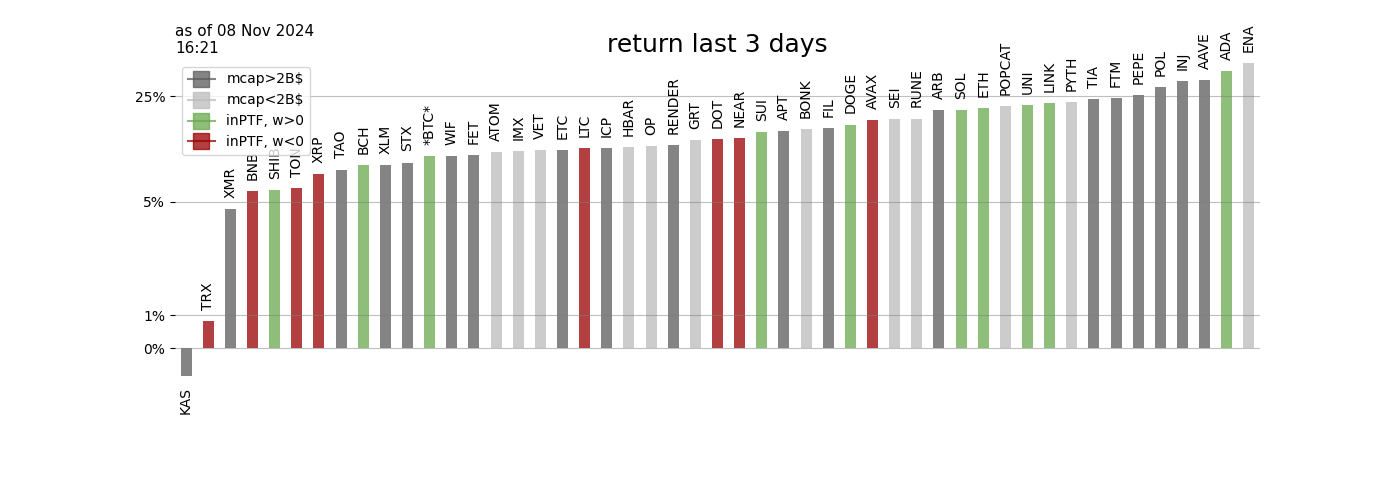 as of 08 Nov 2024
16:21
return last 3 days
mcap>2B$
mcap<2B$
inPTF, w>0
inPTF, w<0
25%
5%
1%
0%
KAS
TRX
XMR
BNB
SHIB
TON
XRP
TAO
BCH
XLM
STX
*BTC*
WIF
FET
ATOM
IMX
VET
ETC
LTC
ICP
HBAR
OP
RENDER
GRT
DOT
NEAR
SUI
APT
BONK
FIL
DOGE
AVAX
SEI
RUNE
ARB
SOL
ETH
POPCAT
UNI
LINK
PYTH
TIA
FTM
PEPE
POL
INJ
AAVE
ADA
ENA